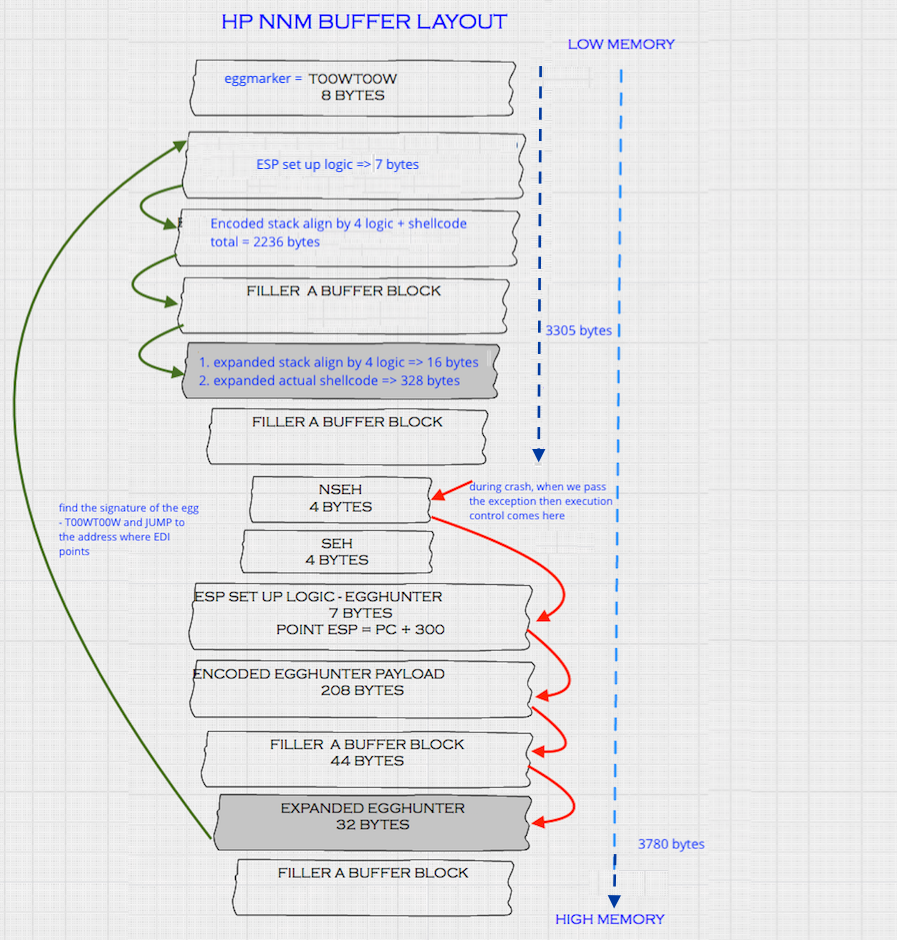 HP NNM BUFFER LAYOUT
LOW MEMORY
eggmarker = T00WT00W
8 BYTES
ESP set up logic => 7 bytes
Encoded stack align by 4 logic + shellcode
total = 2236 bytes
FILLER A BUFFER BLOCK
3305 bytes
1. expanded stack align by 4 logic => 16 bytes
2. expanded actual shellcode => 328 bytes
FILLER A BUFFER BLOCK
NSEH
4 BYTES
during crash, when we pass
the exception then execution
control comes here
find the signature of the egg
- T00WT00W and JUMP to
the address where EDI
points
SEH
4 BYTES
ESP SET UP LOGIC - EGGHUNTER
7 BYTES
POINT ESP = PC + 300
ENCODED EGGHUNTER PAYLOAD
208 BYTES
FILLER A BUFFER BLOCK
44 BYTES
EXPANDED EGGHUNTER
32 BYTES
3780 bytes
FILLER A BUFFER BLOCK
HIGH MEMORY